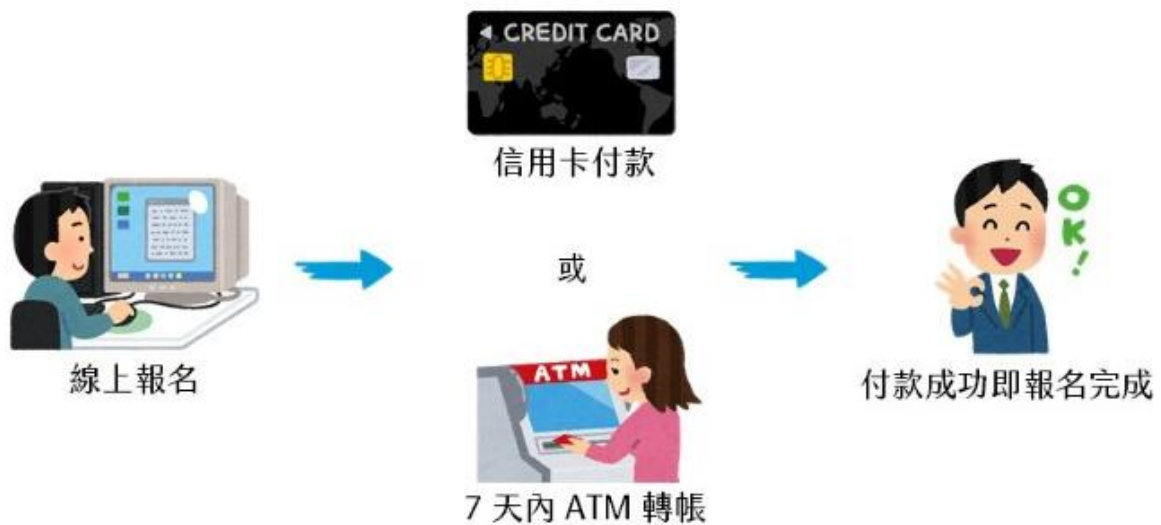 CREDIT CARD
信用卡付款
線上報名
或
ATM
7 天內 ATM 轉帳
OK!
付款成功即報名完成